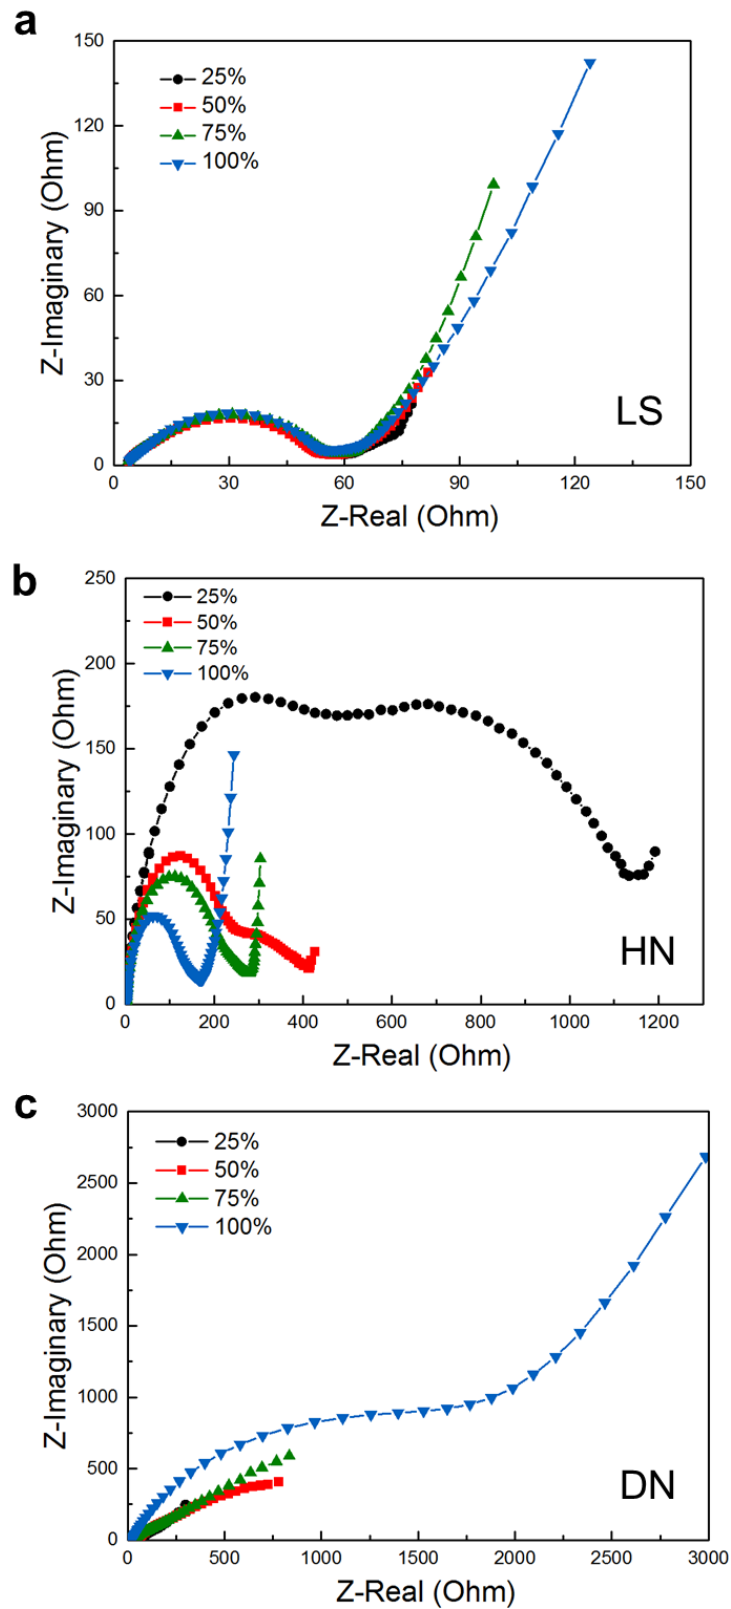 a
150
120
90
60
30
0
Z-Imaginary (Ohm)
25%
50%
75%
100%
LS
0 30 60 90 120 150
Z-Real (Ohm)
b
250
200
150
100
50
0
Z-Imaginary (Ohm)
25%
50%
75%
100%
HN
0 200 400 600 800 1000 1200
Z-Real (Ohm)
c
3000
2500
2000
1500
1000
500
0
Z-Imaginary (Ohm)
25%
50%
75%
100%
DN
0 500 1000 1500 2000 2500 3000
Z-Real (Ohm)